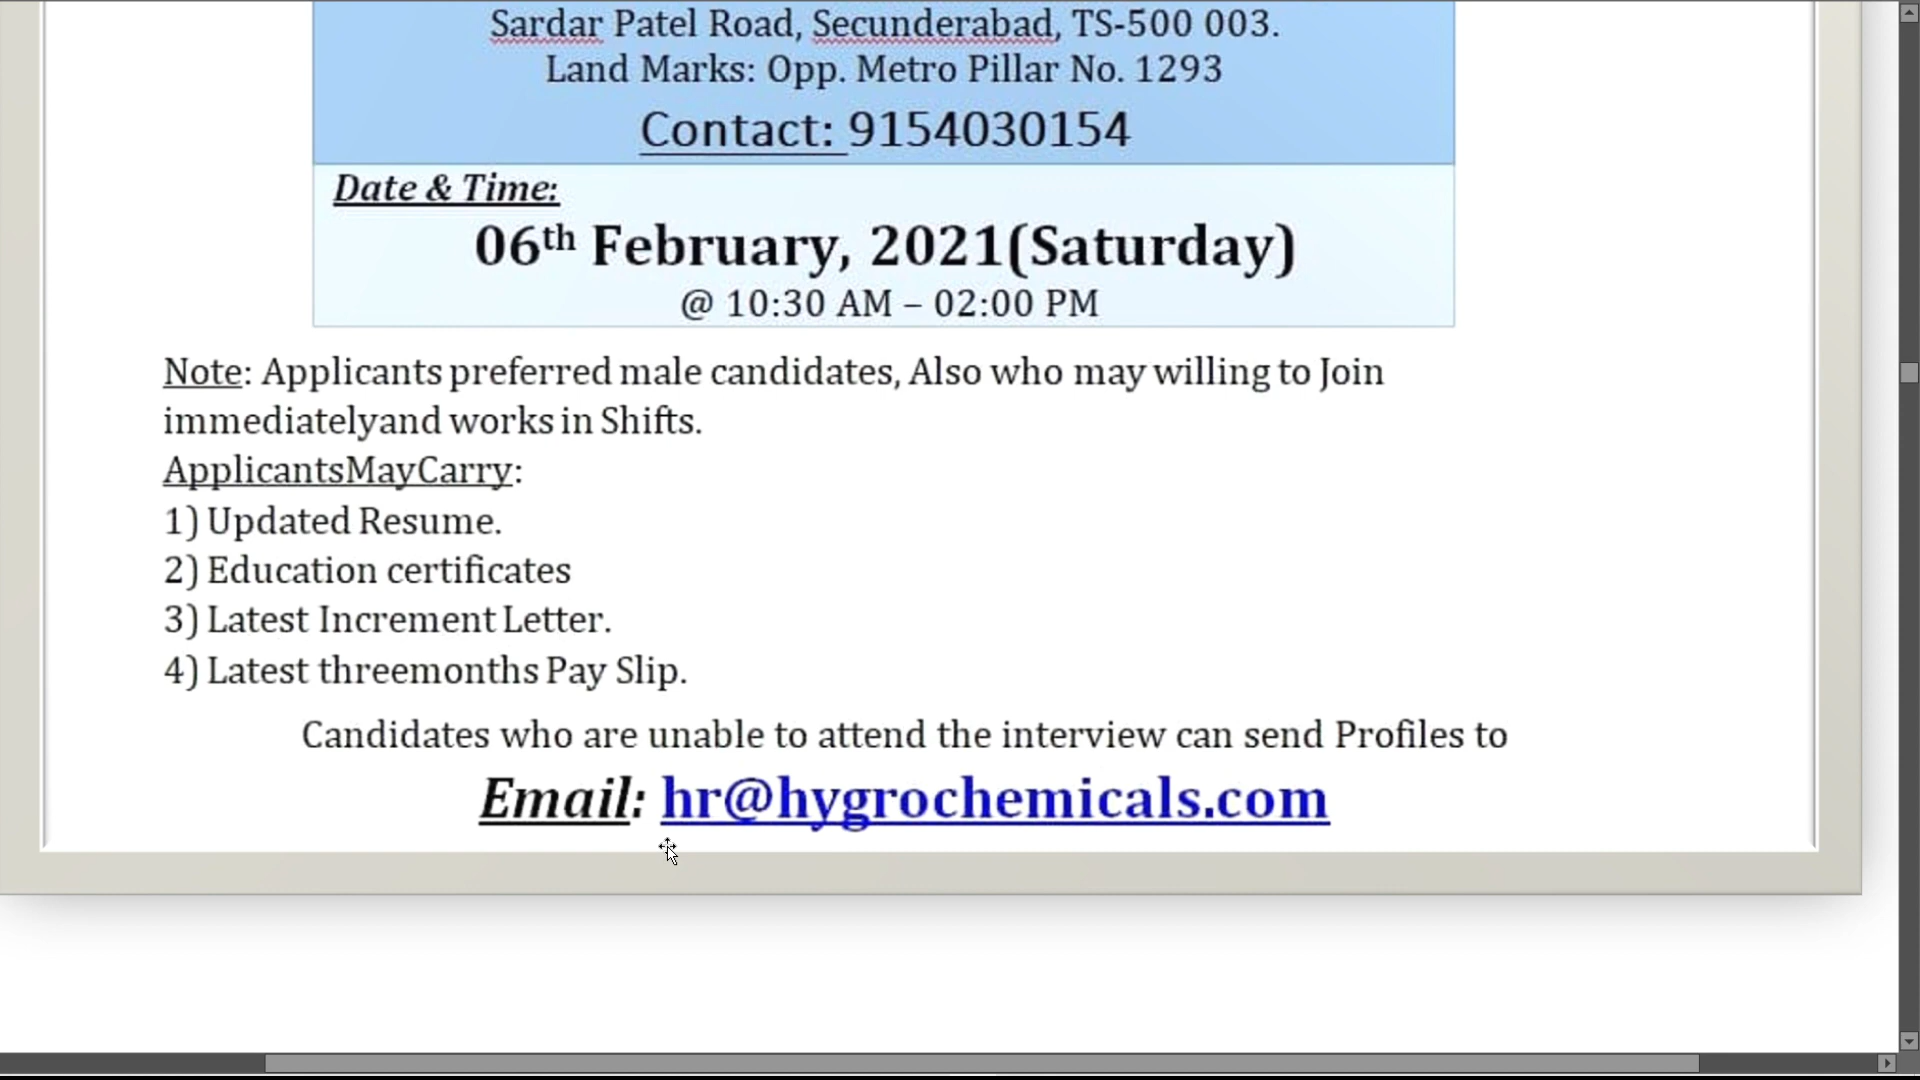 Sardar Patel Road, Secunderabad, TS-500 003.
Land Marks: Opp. Metro Pillar No. 1293
Contact: 9154030154
Date & Time:
06th February, 2021(Saturday)
@ 10:30 AM – 02:00 PM
Note: Applicants preferred male candidates, Also who may willing to Join
immediatelyand works in Shifts.
ApplicantsMayCarry:
1) Updated Resume.
2) Education certificates
3) Latest Increment Letter.
4) Latest threemonths Pay Slip.
Candidates who are unable to attend the interview can send Profiles to
Email: hr@hygrochemicals.com